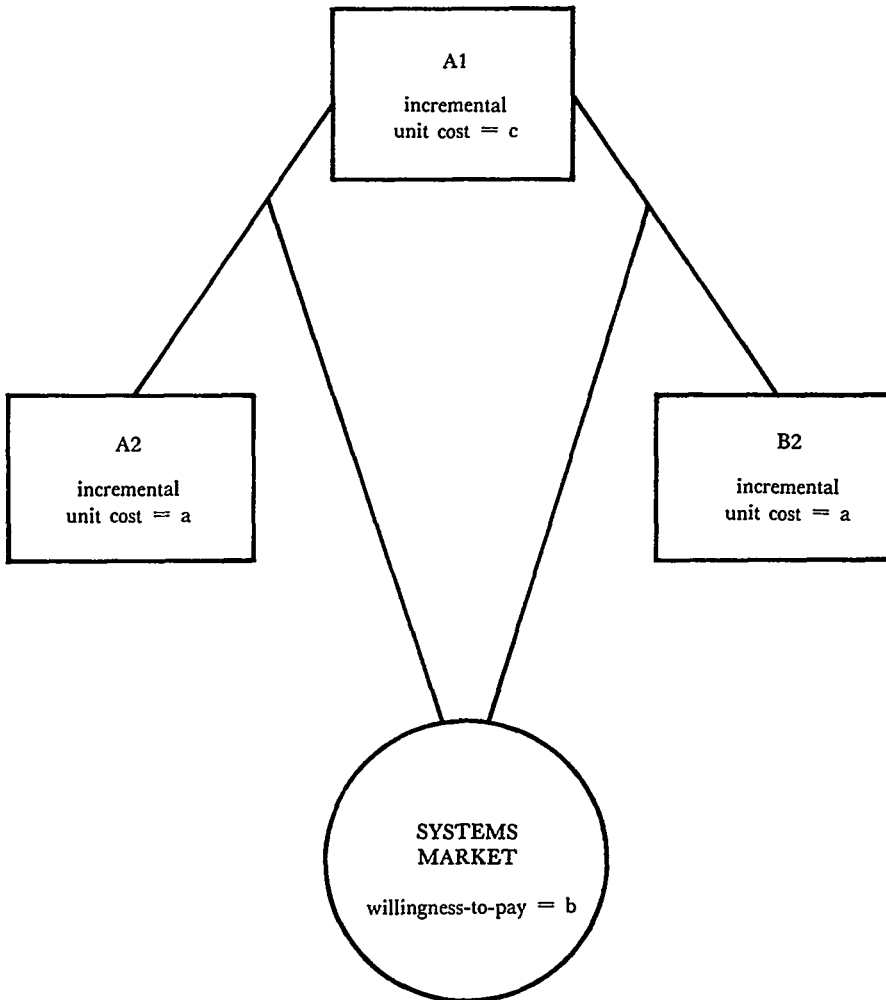 A1
incremental
unit cost = c
A2
incremental
unit cost = a
B2
incremental
unit cost = a
SYSTEMS
MARKET
willingness-to-pay = b